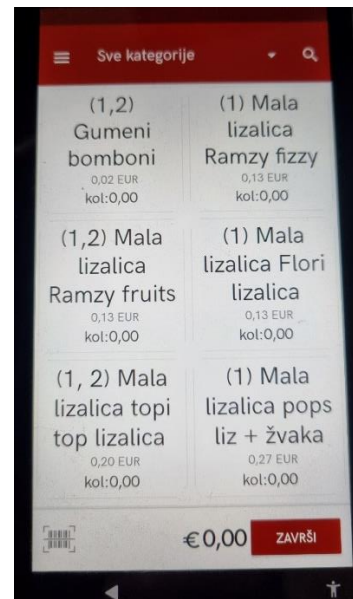 Sve kategorije
(1,2)
Gumeni
bomboni
0,02 EUR
kol:0,00
(1) Mala
lizalica
Ramzy fizzy
0,13 EUR
kol:0,00
(1,2) Mala
lizalica
Ramzy fruits
0,13 EUR
kol:0,00
(1) Mala
lizalica Flori
lizalica
0,13 EUR
kol:0,00
(1, 2) Mala
lizalica topi
top lizalica
0,20 EUR
kol:0,00
(1) Mala
lizalica pops
liz + žvaka
0,27 EUR
kol:0,00
€0,00
ZAVRŠI